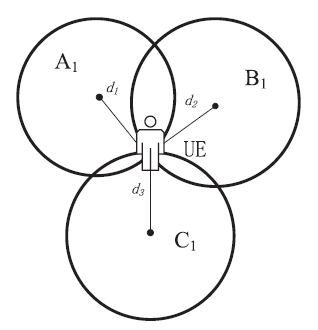 A₁
B₁
d₁
d₂
UE
d₃
C₁